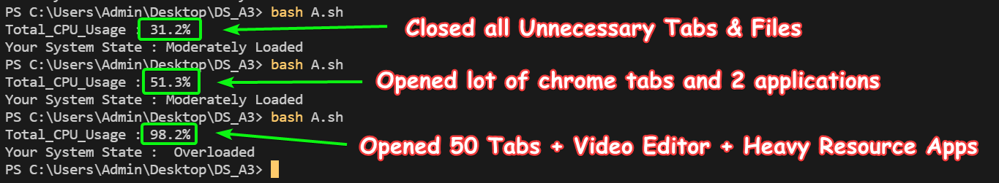 PS C:\Users\Admin\Desktop\DS_A3> bash A.sh
Total_CPU_Usage : 31.2% Closed all Unnecessary Tabs & Files
Your System State : Moderately Loaded
PS C:\Users\Admin\Desktop\DS_A3> bash A.sh
Total_CPU_Usage : 51.3% Opened lot of chrome tabs and 2 applications
Your System State : Moderately Loaded
PS C:\Users\Admin\Desktop\DS_A3> bash A.sh
Total_CPU_Usage : 98.2% Opened 50 Tabs + Video Editor + Heavy Resource Apps
Your System State :  Overloaded
PS C:\Users\Admin\Desktop\DS_A3>